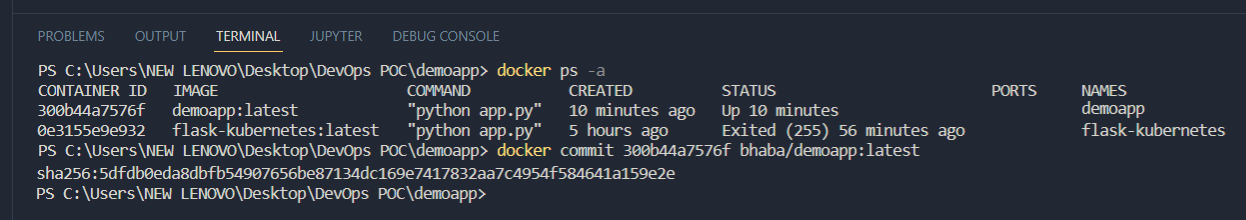 PROBLEMS OUTPUT TERMINAL JUPYTER DEBUG CONSOLE
PS C:\Users\NEW LENOVO\Desktop\DevOps POC\demoapp> docker ps -a
CONTAINER ID IMAGE COMMAND CREATED STATUS PORTS NAMES
300b44a7576f demoapp:latest "python app.py" 10 minutes ago Up 10 minutes demoapp
0e3155e9e932 flask-kubernetes:latest "python app.py" 5 hours ago Exited (255) 56 minutes ago flask-kubernetes
PS C:\Users\NEW LENOVO\Desktop\DevOps POC\demoapp> docker commit 300b44a7576f bhaba/demoapp:latest
sha256:5dfdb0eda8dbfb54907656be87134dc169e7417832aa7c4954f584641a159e2e
PS C:\Users\NEW LENOVO\Desktop\DevOps POC\demoapp>